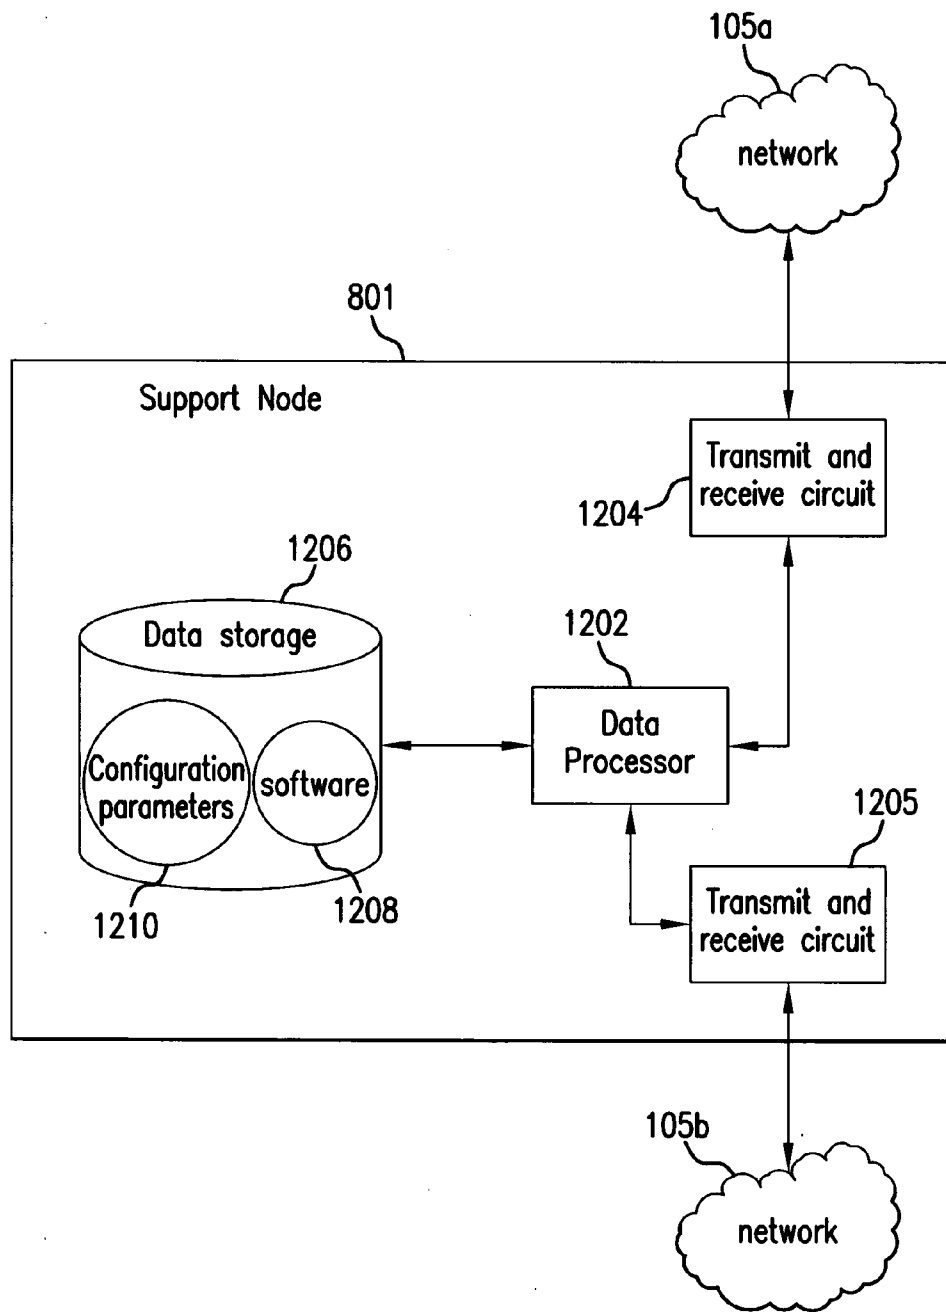 105a
network
801
Support Node
Transmit and
receive circuit
1204
1206
Data storage
1202
Data
Processor
Configuration
parameters
software
1205
1210
1208
Transmit and
receive circuit
105b
network